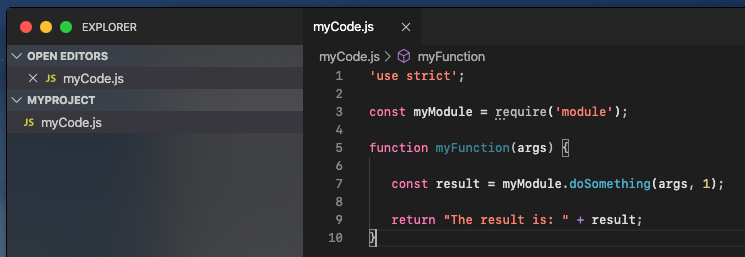 EXPLORER
myCode.js
OPEN EDITORS
JS myCode.js
MYPROJECT
JS myCode.js
myCode.js > myFunction
1 'use strict';
2
3 const myModule = require('module');
4
5 function myFunction(args) {
6
7 const result = myModule.doSomething(args, 1);
8
9 return "The result is: " + result;
10 }